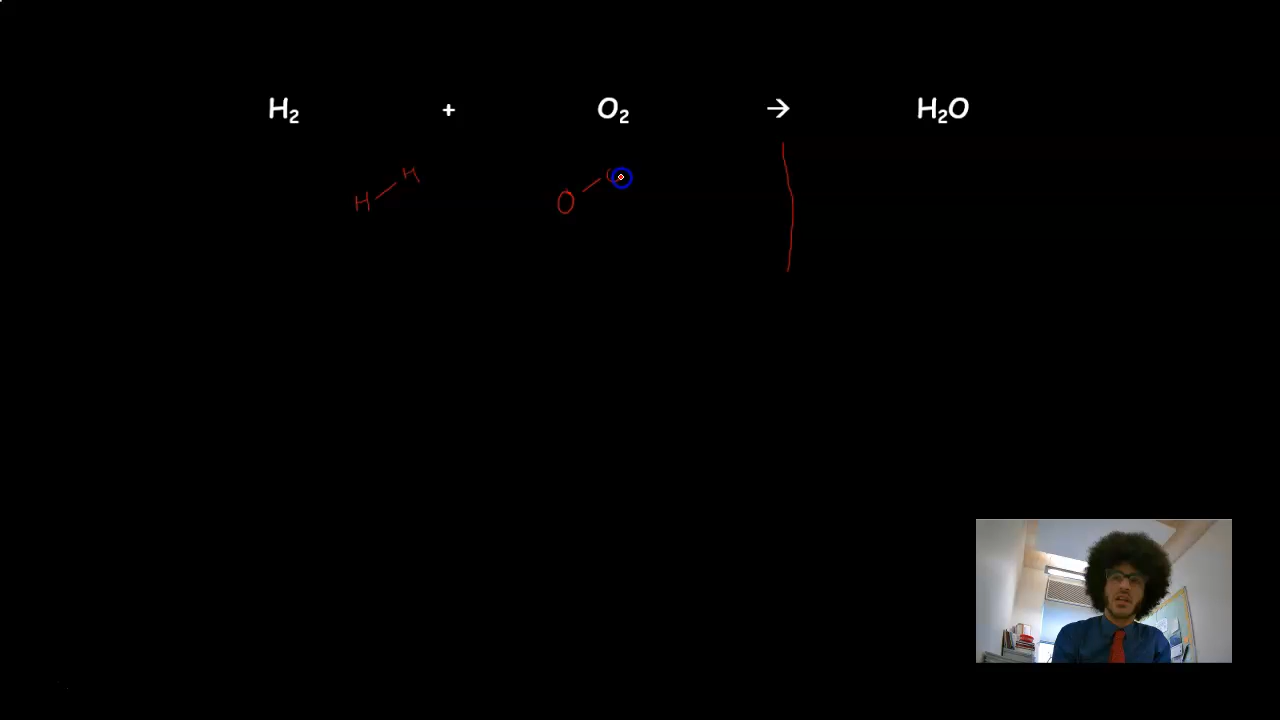 H₂ + O₂ → H₂O
H – H O –